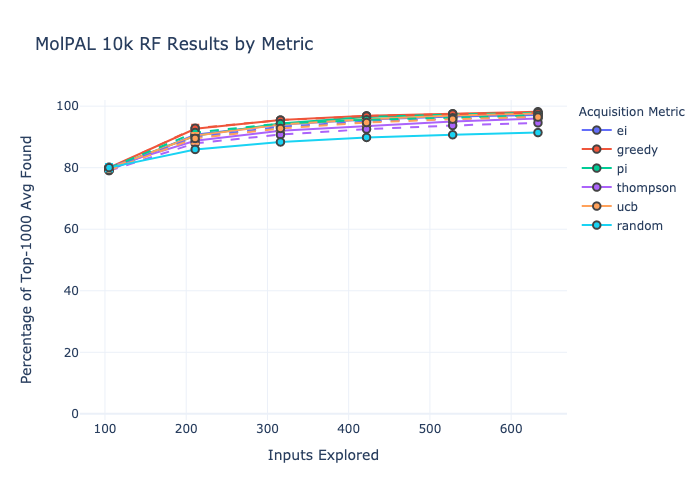 MolPAL 10k RF Results by Metric
Percentage of Top-1000 Avg Found
100
80
60
40
20
0
100 200 300 400 500 600
Inputs Explored
Acquisition Metric
ei
greedy
pi
thompson
ucb
random